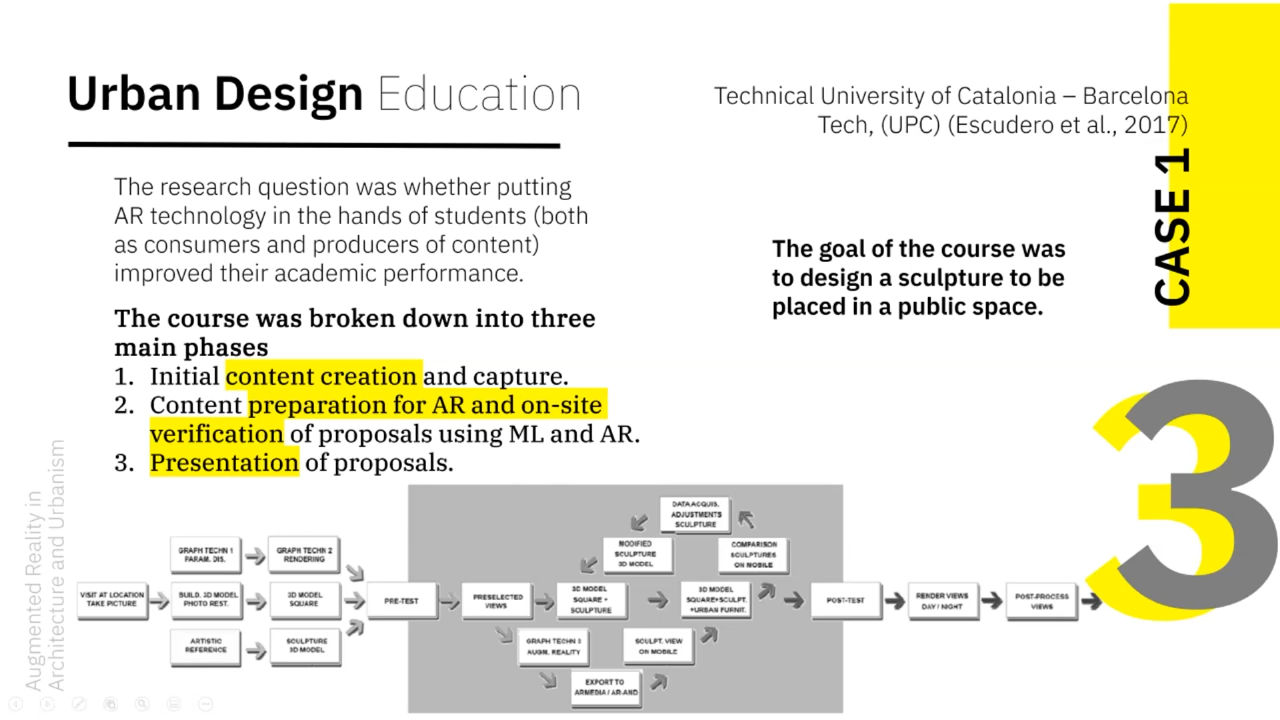 Urban Design Education
Technical University of Catalonia – Barcelona
Tech, (UPC) (Escudero et al., 2017)
CASE 1
The research question was whether putting
AR technology in the hands of students (both
as consumers and producers of content)
improved their academic performance.
The goal of the course was
to design a sculpture to be
placed in a public space.
The course was broken down into three
main phases
1. Initial content creation and capture.
2. Content preparation for AR and on-site
verification of proposals using ML and AR.
3. Presentation of proposals.
3
Augmented Reality in
Architecture and Urbanism
VISIT AT LOCATION
TAKE PICTURE
GRAPH TECHN 1
PARAM. DIS.
GRAPH TECHN 2
RENDERING
BUILD. 3D MODEL
PHOTO REST.
3D MODEL
SQUARE
ARTISTIC
REFERENCE
SCULPTURE
3D MODEL
PRE-TEST
PRESELECTED
VIEWS
3D MODEL
SQUARE +
SCULPTURE
MODIFIED
SCULPTURE
3D MODEL
DATA ACQUIS.
ADJUSTMENTS
SCULPTURE
COMPARISON
SCULPTURES
ON MOBILE
3D MODEL
SQUARE+SCULPT.
+URBAN FURNIT.
GRAPH TECHN 3
AUGM. REALITY
SCULPT. VIEW
ON MOBILE
EXPORT TO
ARMEDIA / AR-AND
POST-TEST
RENDER VIEWS
DAY / NIGHT
POST-PROCESS
VIEWS